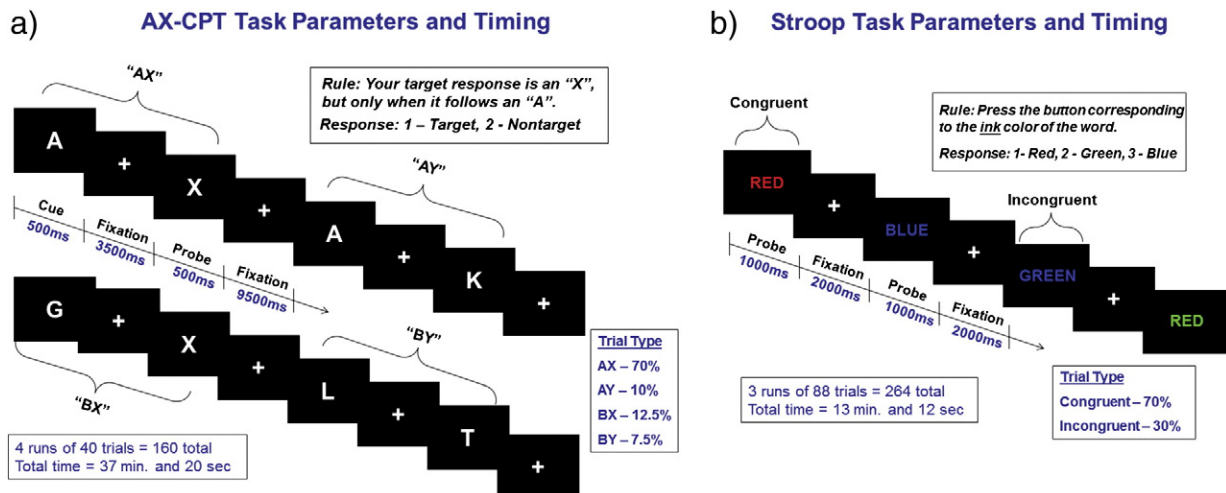 a)
AX-CPT Task Parameters and Timing
“AX”
Rule: Your target response is an “X”,
but only when it follows an “A”.
Response: 1 – Target, 2 - Nontarget
A
+
X
+
“AY”
A
+
K
+
Cue
500ms
Fixation
3500ms
Probe
500ms
Fixation
9500ms
G
+
X
+
“BY”
L
+
T
+
“BX”
Trial Type
AX – 70%
AY – 10%
BX – 12.5%
BY – 7.5%
4 runs of 40 trials = 160 total
Total time = 37 min. and 20 sec
b)
Stroop Task Parameters and Timing
Congruent
Rule: Press the button corresponding
to the ink color of the word.
Response: 1- Red, 2 - Green, 3 – Blue
RED
+
BLUE
+
Incongruent
GREEN
+
RED
Probe
1000ms
Fixation
2000ms
Probe
1000ms
Fixation
2000ms
3 runs of 88 trials = 264 total
Total time = 13 min. and 12 sec
Trial Type
Congruent – 70%
Incongruent – 30%